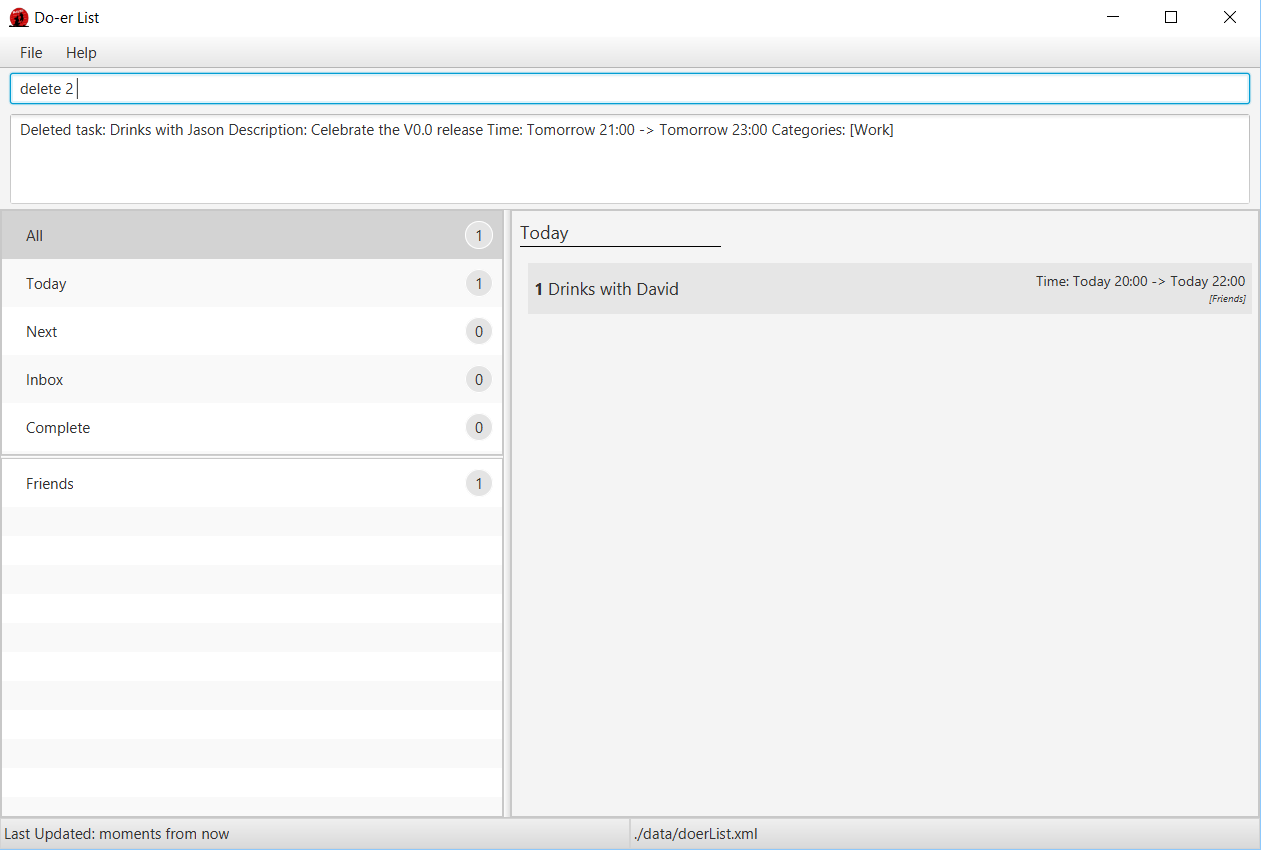 Do-er List
File Help
delete 2
Deleted task: Drinks with Jason Description: Celebrate the V0.0 release Time: Tomorrow 21:00 -> Tomorrow 23:00 Categories: [Work]
All 1
Today 1
Next 0
Inbox 0
Complete 0
Friends 1
Today
1 Drinks with David
Time: Today 20:00 -> Today 22:00
[Friends]
Last Updated: moments from now
./data/doerList.xml